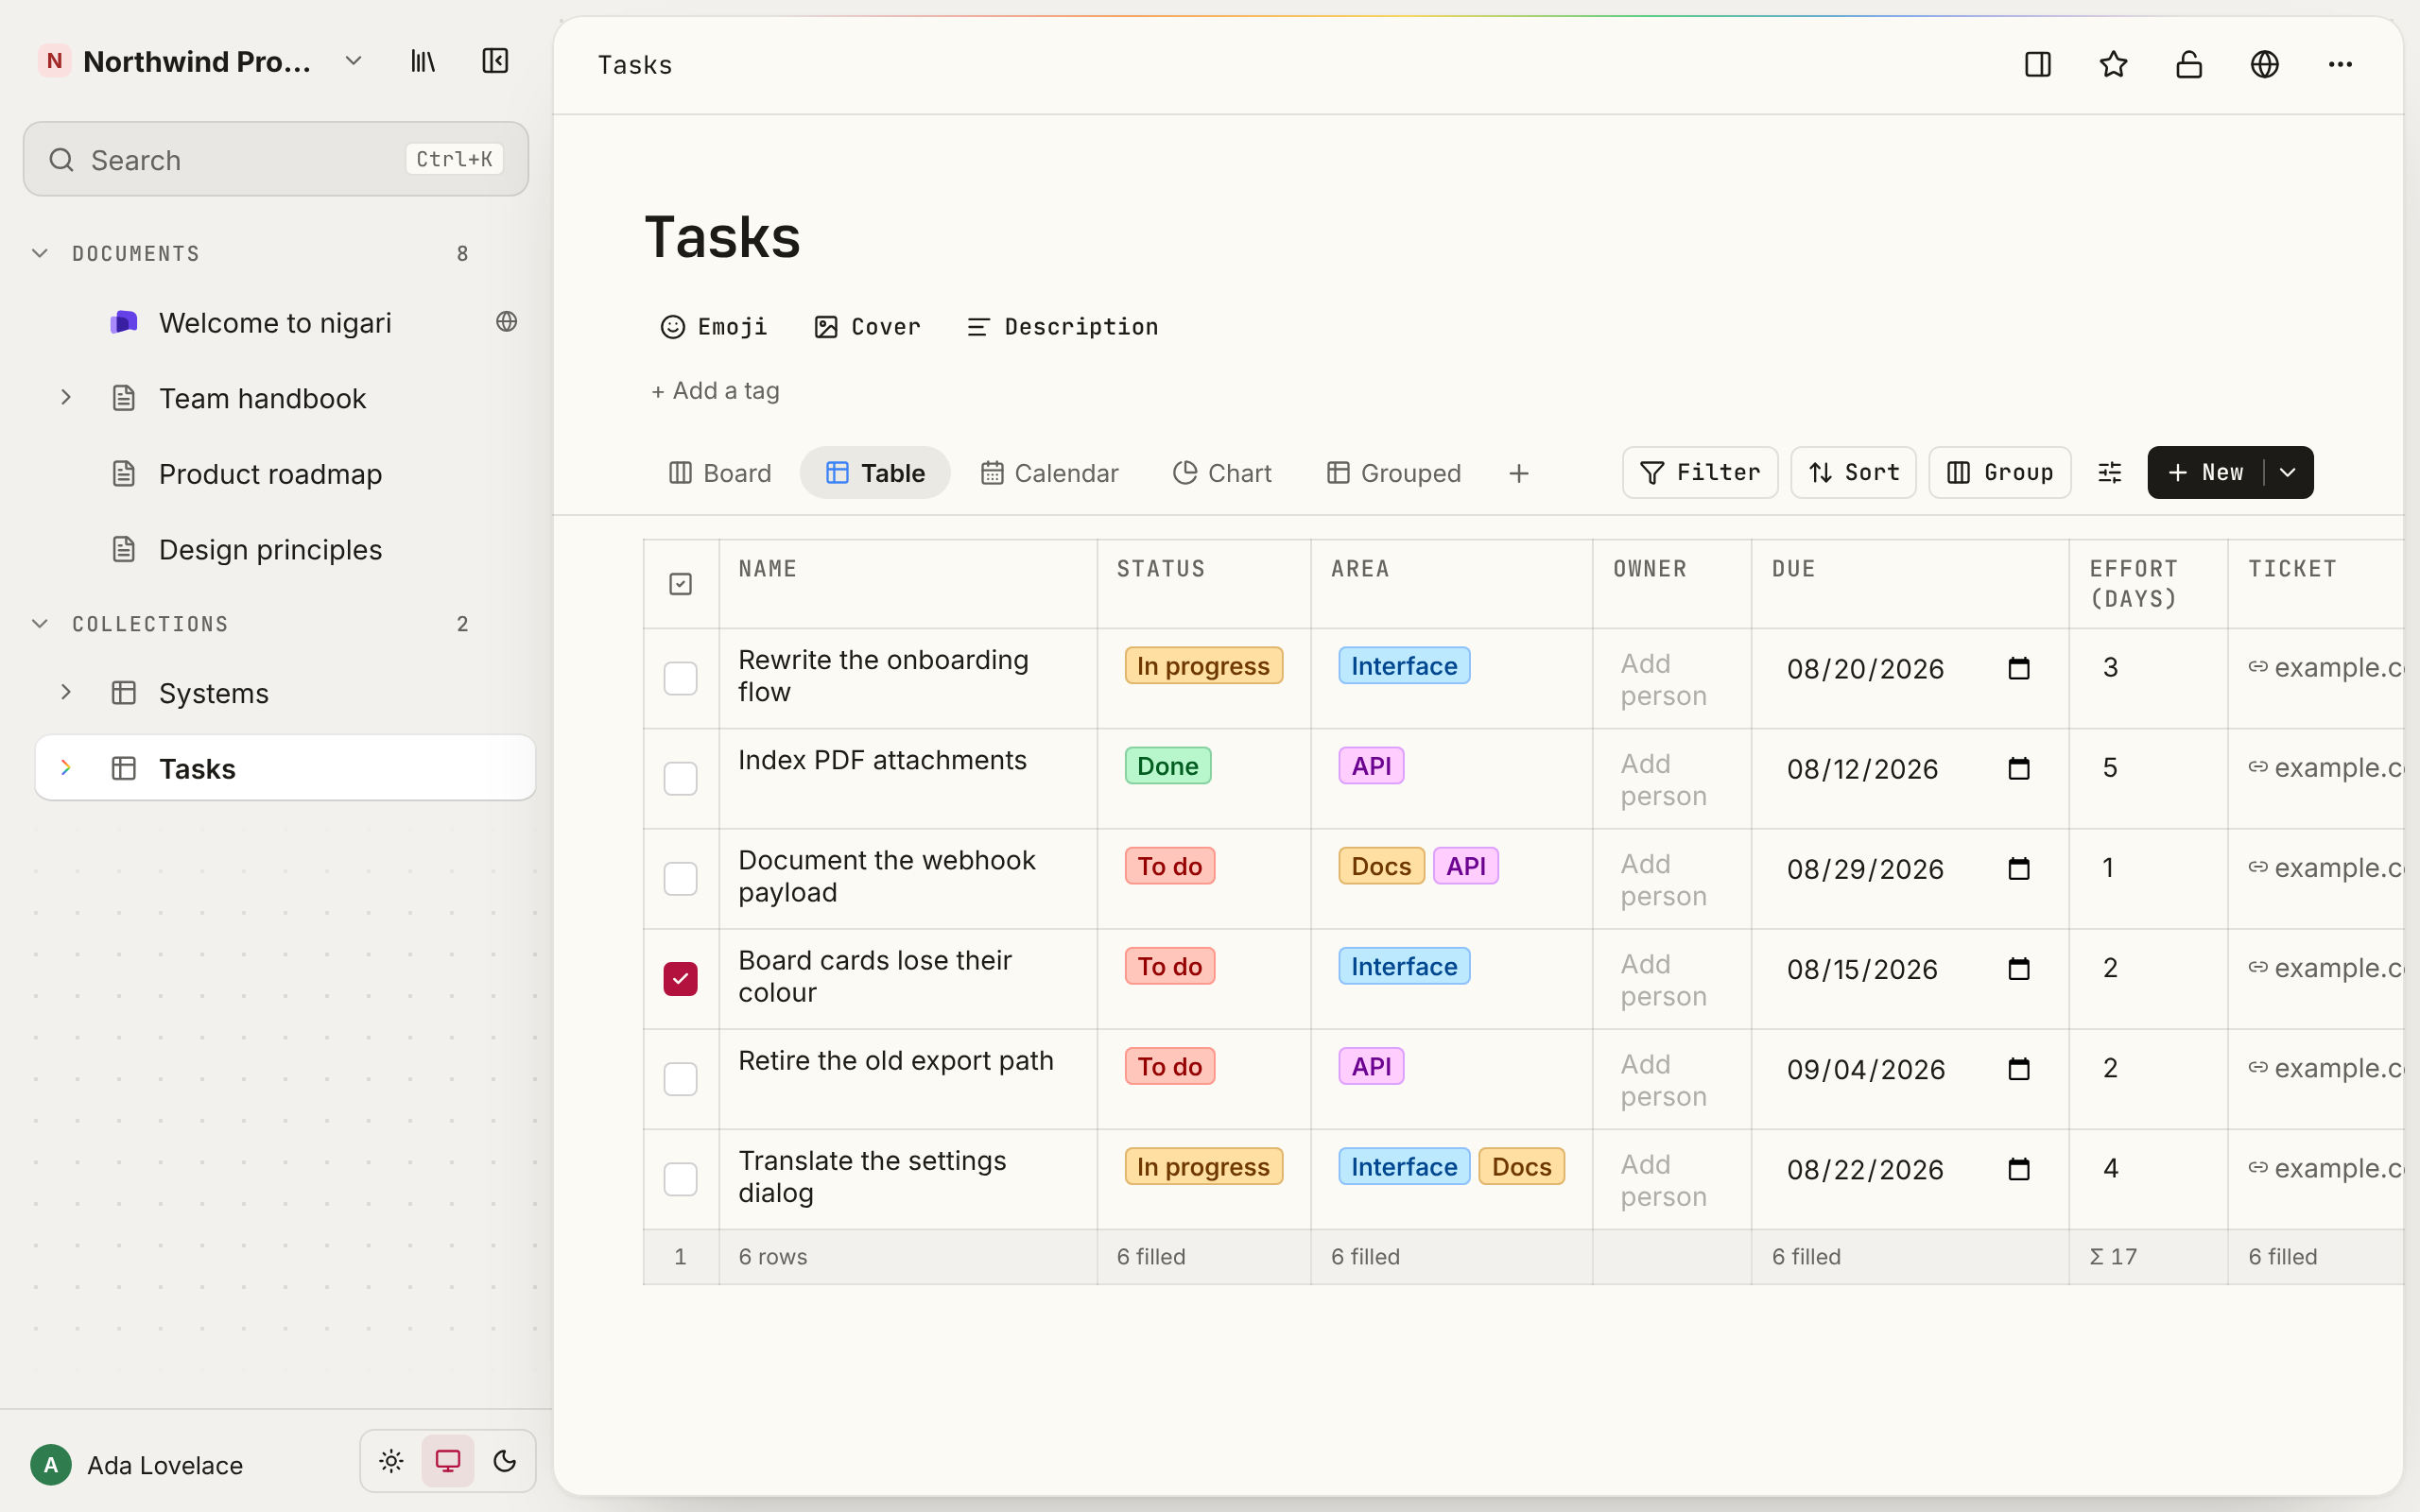 N Northwind Pro...
Search Ctrl+K
DOCUMENTS 8
Welcome to nigari
Team handbook
Product roadmap
Design principles
COLLECTIONS 2
Systems
Tasks
A Ada Lovelace
Tasks
Tasks
Emoji Cover Description
+ Add a tag
Board Table Calendar Chart Grouped Filter Sort Group New
NAME STATUS AREA OWNER DUE EFFORT (DAYS) TICKET
Rewrite the onboarding flow In progress Interface Add person 08/20/2026 3 example.c
Index PDF attachments Done API Add person 08/12/2026 5 example.c
Document the webhook payload To do Docs API Add person 08/29/2026 1 example.c
Board cards lose their colour To do Interface Add person 08/15/2026 2 example.c
Retire the old export path To do API Add person 09/04/2026 2 example.c
Translate the settings dialog In progress Interface Docs Add person 08/22/2026 4 example.c
1 6 rows 6 filled 6 filled 6 filled Σ 17 6 filled